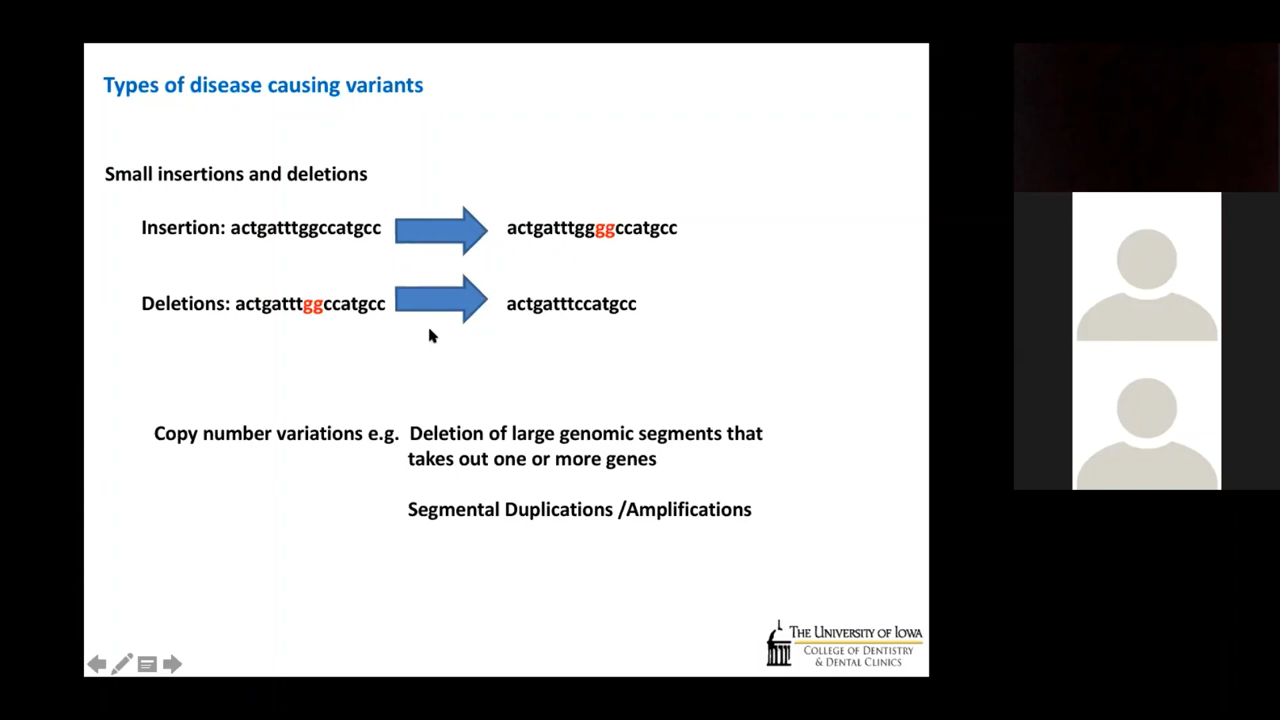 Types of disease causing variants
Small insertions and deletions
Insertion: actgatttggccatgcc
actgatttggggccatgcc
Deletions: actgatttggccatgcc
actgatttccatgcc
Copy number variations e.g. Deletion of large genomic segments that
takes out one or more genes
Segmental Duplications /Amplifications
THE UNIVERSITY OF IOWA
COLLEGE OF DENTISTRY
& DENTAL CLINICS